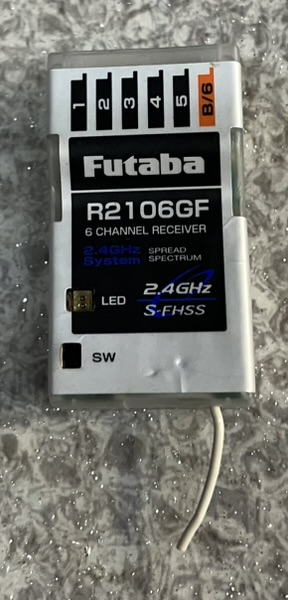 1 2 3 4 5 B/6
Futaba
R2106GF
6 CHANNEL RECEIVER
2.4GHz SPREAD
System SPECTRUM
LED 2.4GHz
S-FHSS
SW